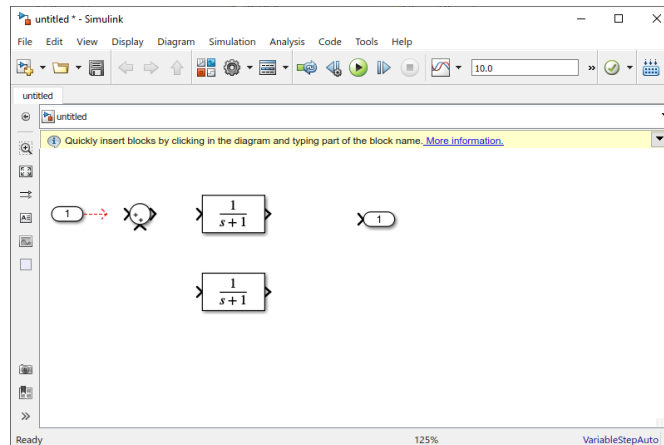 untitled * - Simulink
File Edit View Display Diagram Simulation Analysis Code Tools Help
10.0 »
untitled
untitled
Quickly insert blocks by clicking in the diagram and typing part of the block name. More information.
1
+
+
1
s + 1
1
1
s + 1
»
Ready 125% VariableStepAuto